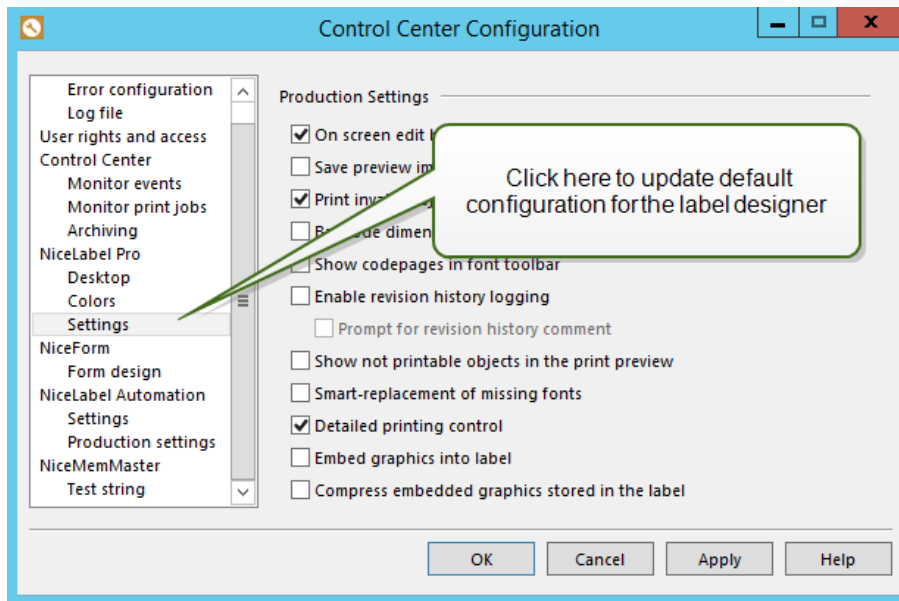 Control Center Configuration
Error configuration
Log file
User rights and access
Control Center
Monitor events
Monitor print jobs
Archiving
NiceLabel Pro
Desktop
Colors
Settings
NiceForm
Form design
NiceLabel Automation
Settings
Production settings
NiceMemMaster
Test string
Production Settings
On screen edit
Save preview
Print
Show codepages in font toolbar
Enable revision history logging
Prompt for revision history comment
Show not printable objects in the print preview
Smart-replacement of missing fonts
Detailed printing control
Embed graphics into label
Compress embedded graphics stored in the label
Click here to update default
configuration for the label designer
OK
Cancel
Apply
Help